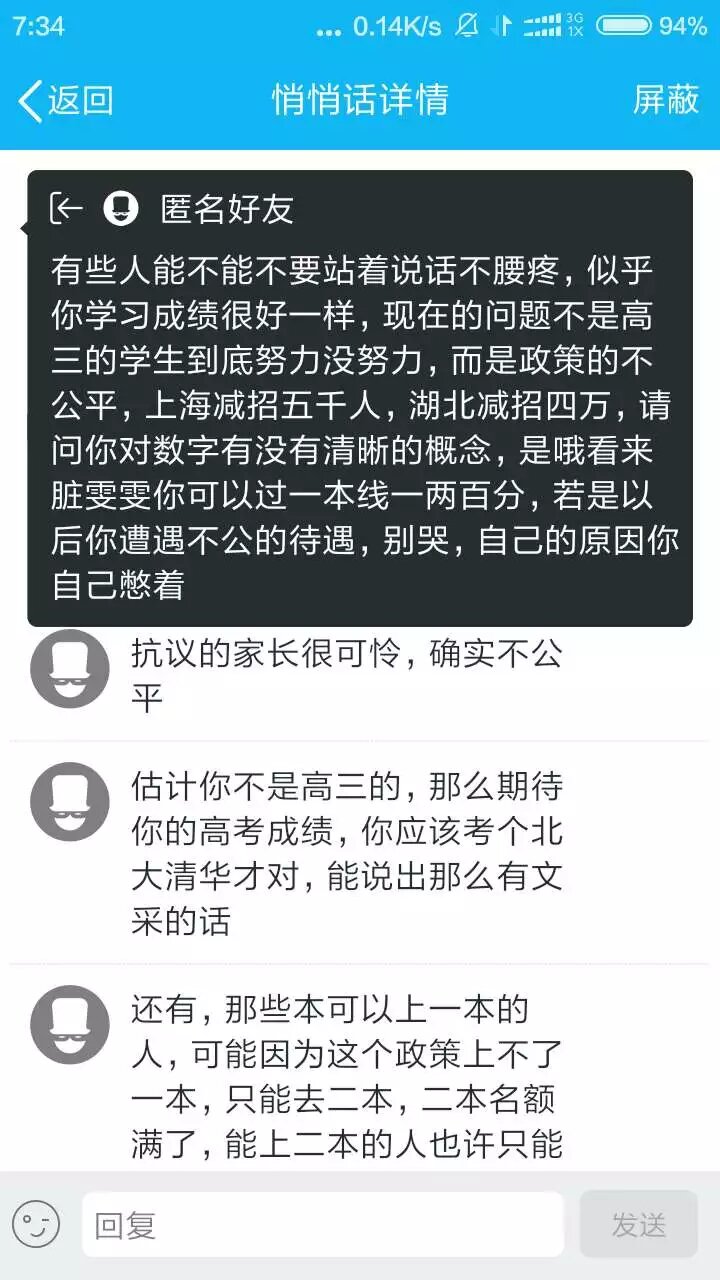 7:34 ... 0.14K/s 3G 1X 94%
返回 悄悄话详情 屏蔽
匿名好友
有些人能不能不要站着说话不腰疼，似乎
你学习成绩很好一样，现在的问题不是高
三的学生到底努力没努力，而是政策的不
公平，上海减招五千人，湖北减招四万，请
问你对数字有没有清晰的概念，是哦看来
脏雯雯你可以过一本线一两百分，若是以
后你遭遇不公的待遇，别哭，自己的原因你
自己憋着
抗议的家长很可怜，确实不公
平
估计你不是高三的，那么期待
你的高考成绩，你应该考个北
大清华才对，能说出那么有文
采的话
还有，那些本可以上一本的
人，可能因为这个政策上不了
一本，只能去二本，二本名额
满了，能上二本的人也许只能
回复 发送